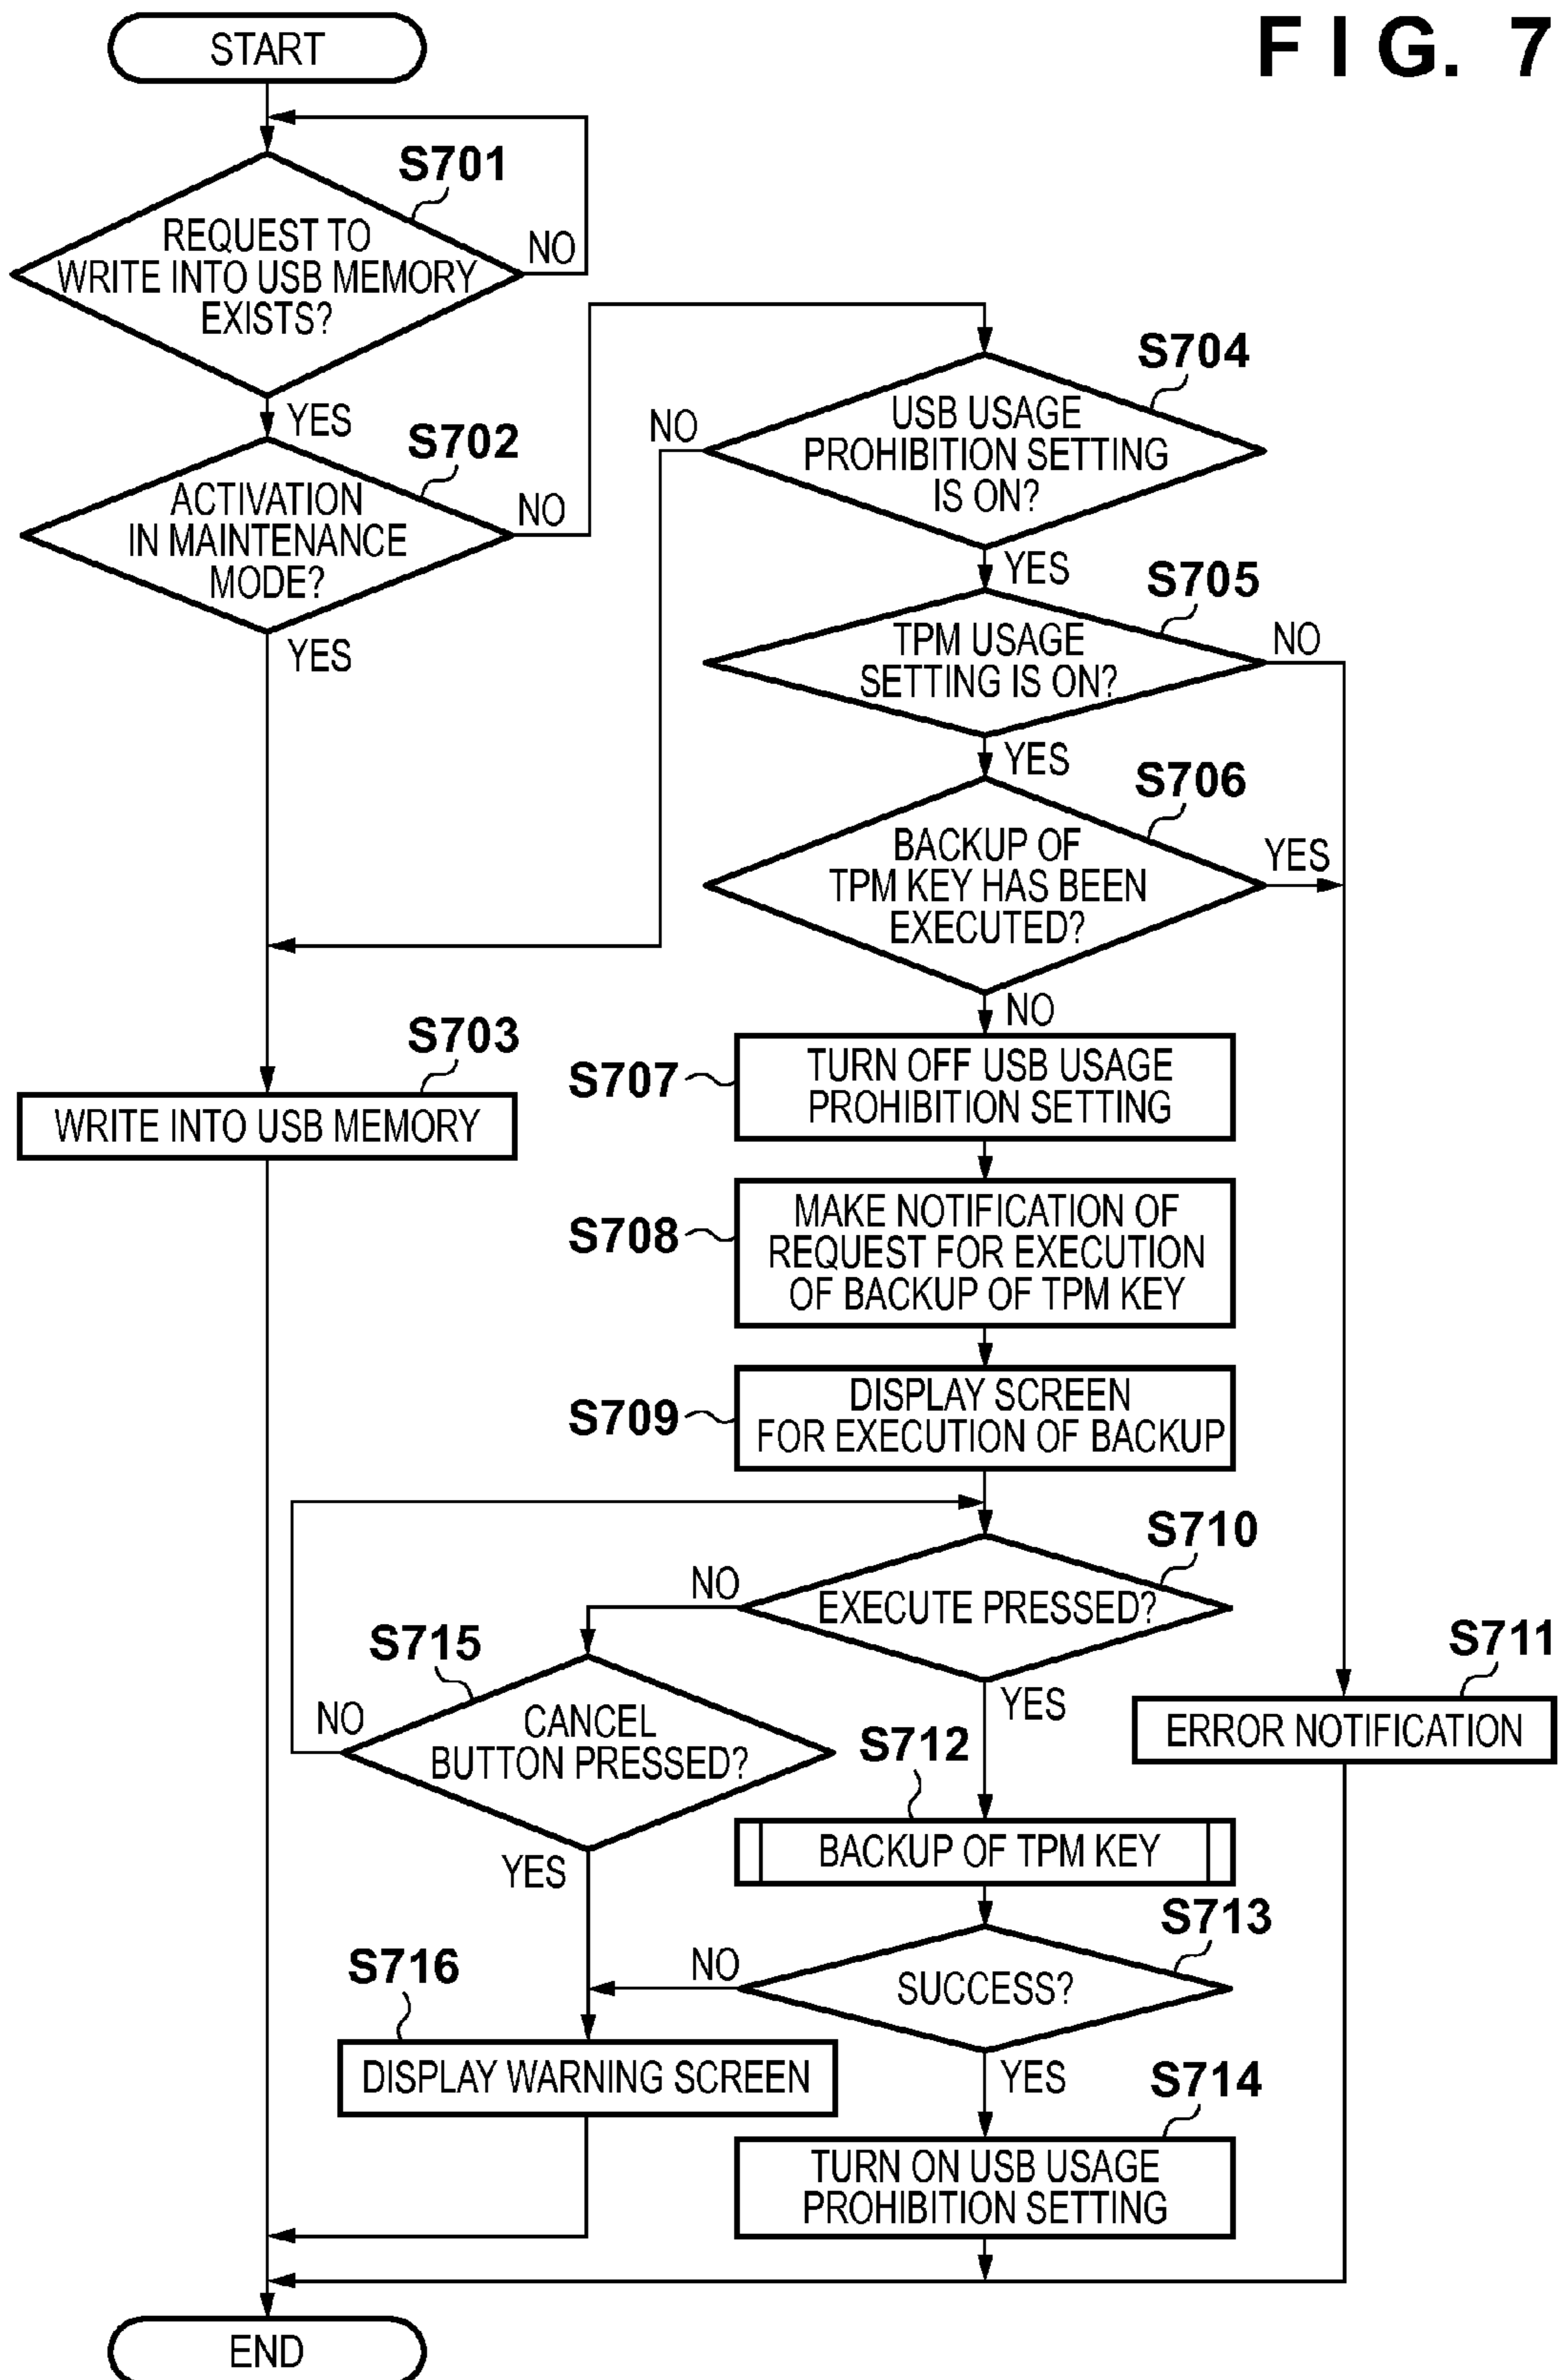 FIG. 7
START
S701
REQUEST TO
WRITE INTO USB MEMORY
EXISTS?
NO
YES
S702
ACTIVATION
IN MAINTENANCE
MODE?
NO
YES
S704
USB USAGE
PROHIBITION SETTING
IS ON?
NO
YES
S705
TPM USAGE
SETTING IS ON?
NO
YES
S706
BACKUP OF
TPM KEY HAS BEEN
EXECUTED?
YES
NO
S703
WRITE INTO USB MEMORY
S707
TURN OFF USB USAGE
PROHIBITION SETTING
S708
MAKE NOTIFICATION OF
REQUEST FOR EXECUTION
OF BACKUP OF TPM KEY
S709
DISPLAY SCREEN
FOR EXECUTION OF BACKUP
S710
EXECUTE PRESSED?
NO
YES
S715
CANCEL
BUTTON PRESSED?
NO
YES
S711
ERROR NOTIFICATION
S712
BACKUP OF TPM KEY
S713
SUCCESS?
NO
YES
S716
DISPLAY WARNING SCREEN
S714
TURN ON USB USAGE
PROHIBITION SETTING
END